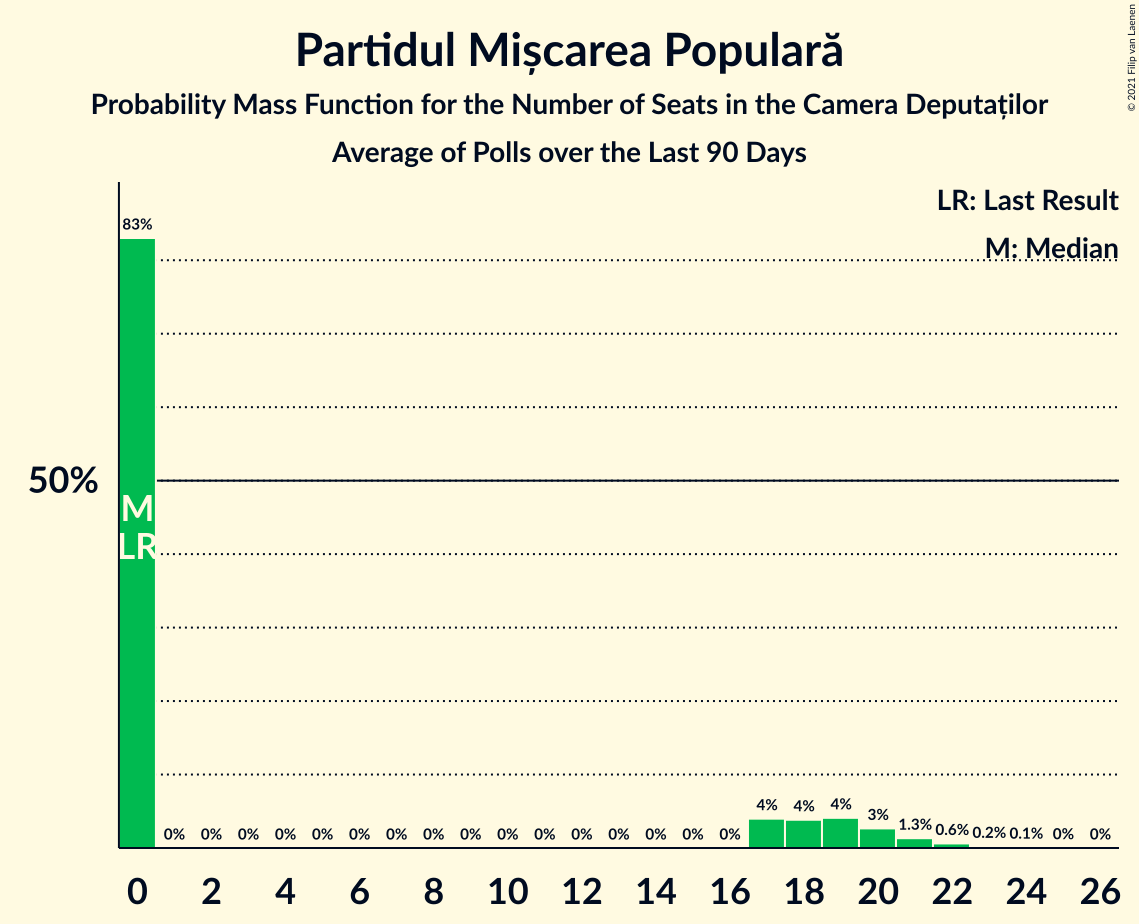 Partidul Mișcarea Populară
Probability Mass Function for the Number of Seats in the Camera Deputaților
Average of Polls over the Last 90 Days
© 2021 Filip van Laenen
LR: Last Result
M: Median
83%
50%
M
LR
0% 0% 0% 0% 0% 0% 0% 0% 0% 0% 0% 0% 0% 0% 0% 0% 4% 4% 4% 3% 1.3% 0.6% 0.2% 0.1% 0% 0%
0 2 4 6 8 10 12 14 16 18 20 22 24 26